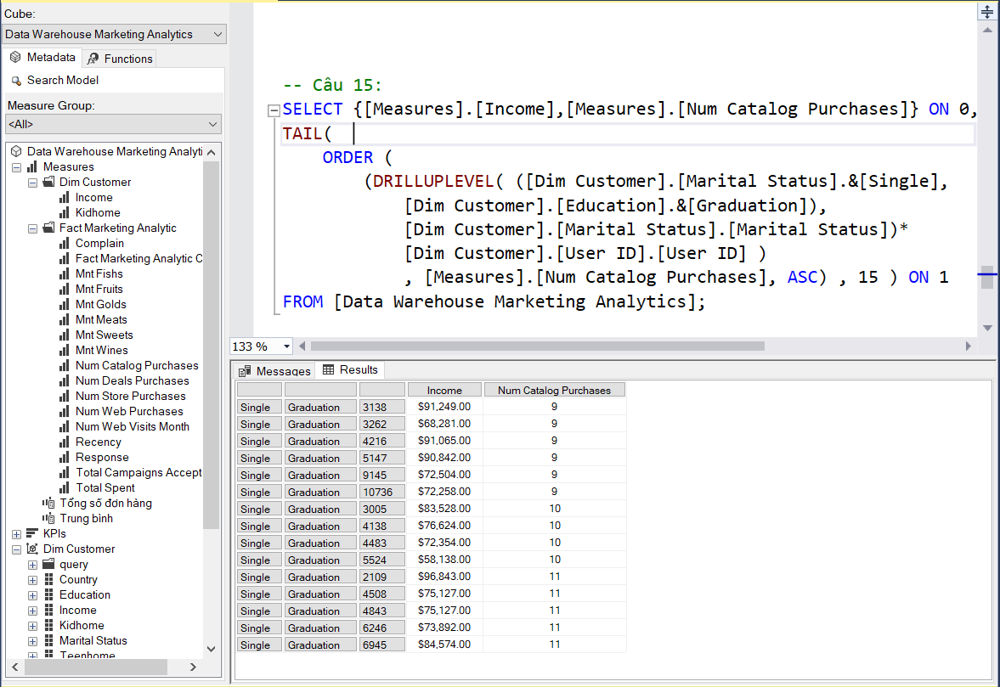 Cube:
Data Warehouse Marketing Analytics
Metadata Functions
Search Model
Measure Group:
<All>
Data Warehouse Marketing Analyti
Measures
Dim Customer
Income
Kidhome
Fact Marketing Analytic
Complain
Fact Marketing Analytic C
Mnt Fishs
Mnt Fruits
Mnt Golds
Mnt Meats
Mnt Sweets
Mnt Wines
Num Catalog Purchases
Num Deals Purchases
Num Store Purchases
Num Web Purchases
Num Web Visits Month
Recency
Response
Total Campaigns Accept
Total Spent
Tổng số đơn hàng
Trung bình
KPIs
Dim Customer
query
Country
Education
Income
Kidhome
Marital Status
Teenhome
-- Câu 15:
SELECT {[Measures].[Income],[Measures].[Num Catalog Purchases]} ON 0,
TAIL(
ORDER (
(DRILLUPLEVEL( ([Dim Customer].[Marital Status].&[Single],
[Dim Customer].[Education].&[Graduation]),
[Dim Customer].[Marital Status].[Marital Status])*
[Dim Customer].[User ID].[User ID] )
, [Measures].[Num Catalog Purchases], ASC) , 15 ) ON 1
FROM [Data Warehouse Marketing Analytics];
133 %
Messages Results
Income Num Catalog Purchases
Single Graduation 3138 $91,249.00 9
Single Graduation 3262 $68,281.00 9
Single Graduation 4216 $91,065.00 9
Single Graduation 5147 $90,842.00 9
Single Graduation 9145 $72,504.00 9
Single Graduation 10736 $72,258.00 9
Single Graduation 3005 $83,528.00 10
Single Graduation 4138 $76,624.00 10
Single Graduation 4483 $72,354.00 10
Single Graduation 5524 $58,138.00 10
Single Graduation 2109 $96,843.00 11
Single Graduation 4508 $75,127.00 11
Single Graduation 4843 $75,127.00 11
Single Graduation 6246 $73,892.00 11
Single Graduation 6945 $84,574.00 11